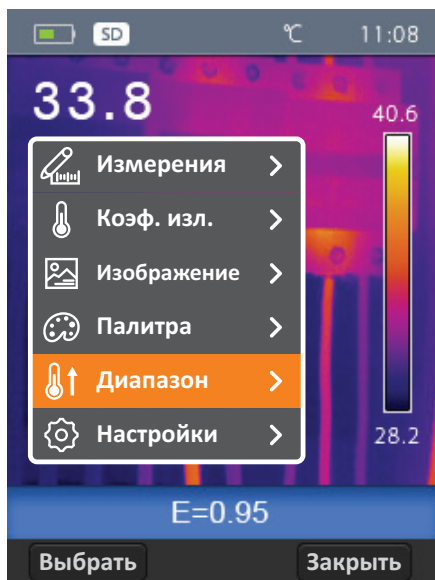 SD ℃ 11:08
33.8
40.6
Измерения
Коэф. изл.
Изображение
Палитра
Диапазон
Настройки
28.2
E=0.95
Выбрать Закрыть